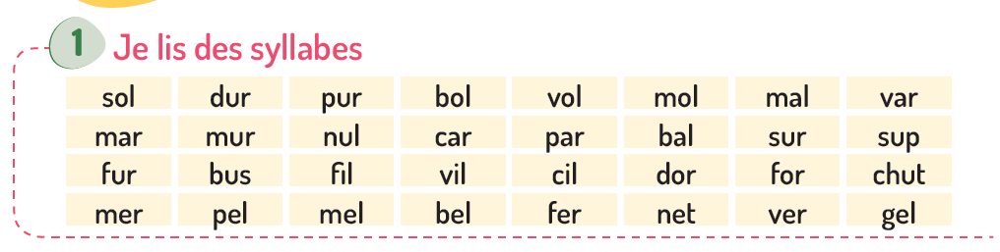 1 Je lis des syllabes
sol dur pur bol vol mol mal var
mar mur nul car par bal sur sup
fur bus fil vil cil dor for chut
mer pel mel bel fer net ver gel